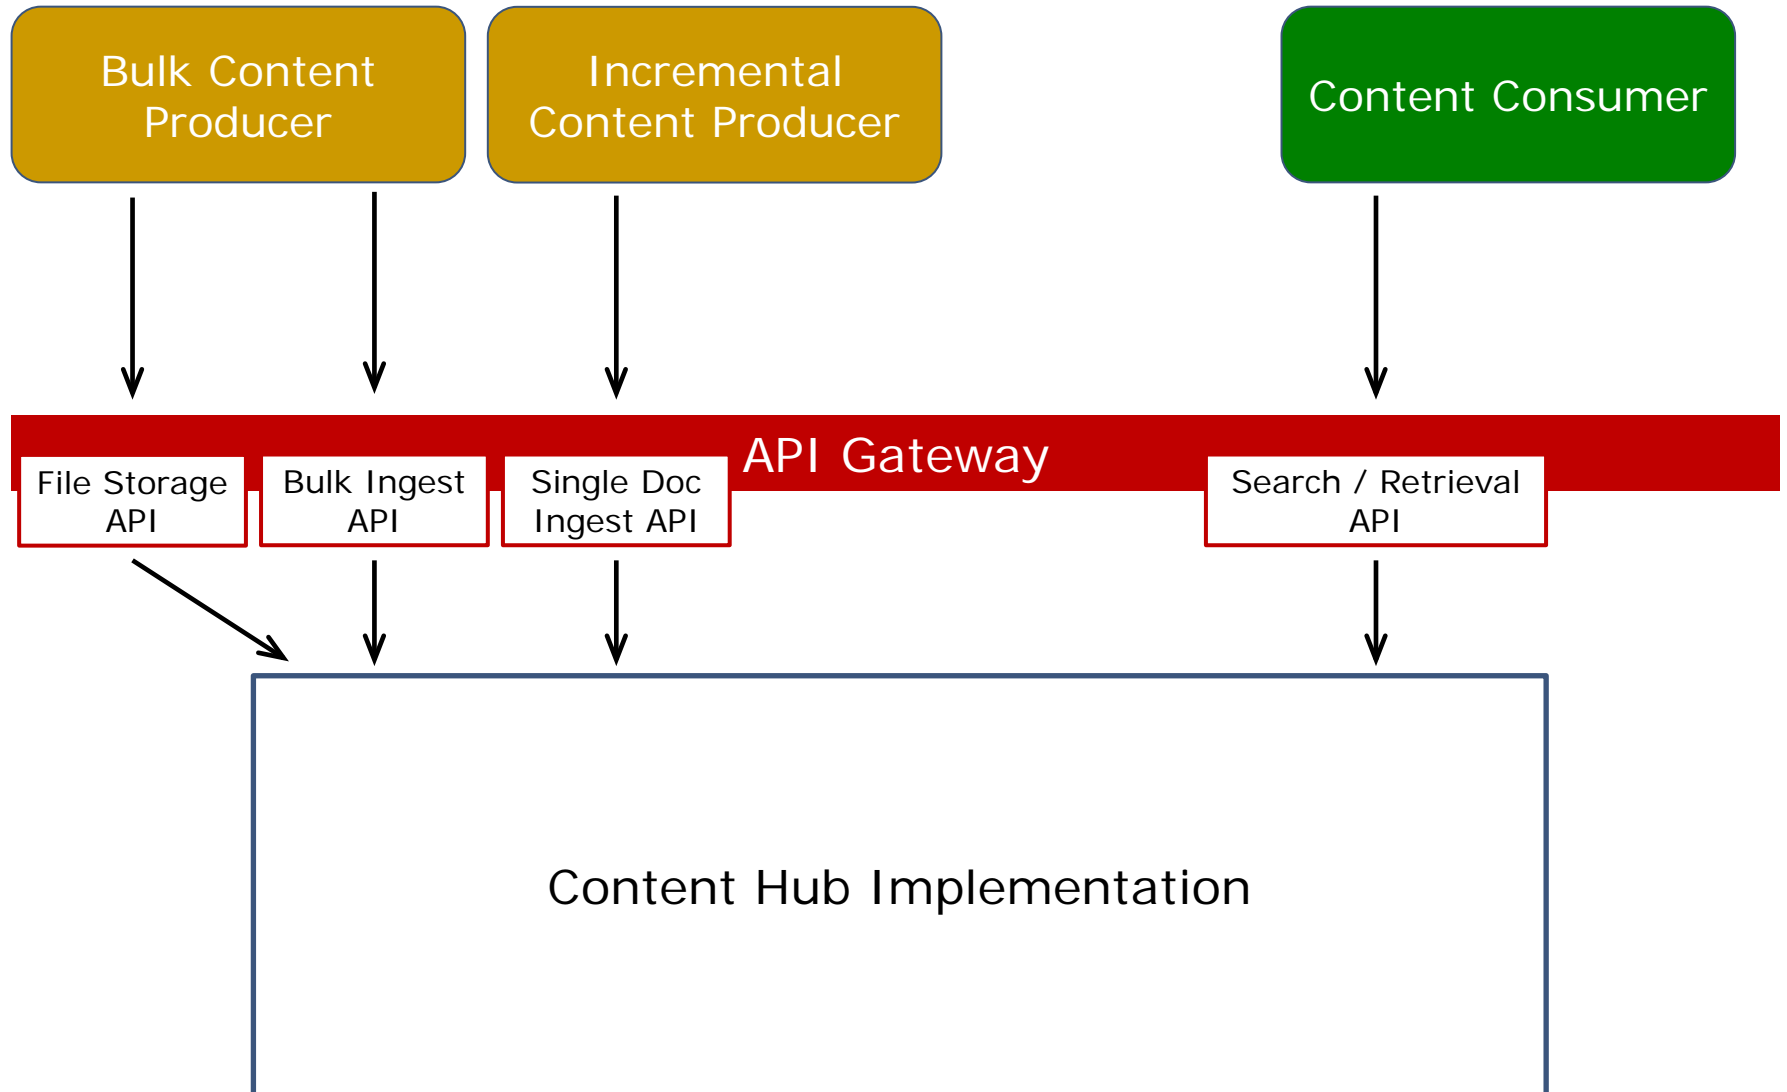 Bulk Content
Producer
Incremental
Content Producer
Content Consumer
API Gateway
File Storage
API
Bulk Ingest
API
Single Doc
Ingest API
Search / Retrieval
API
Content Hub Implementation